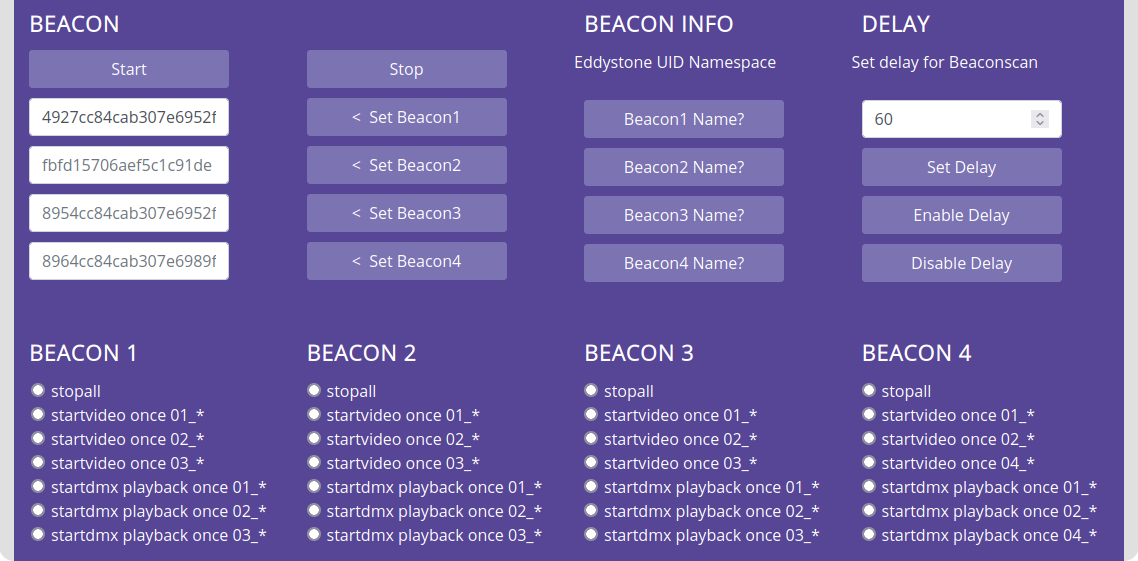 BEACON
BEACON INFO
DELAY
Start
Stop
Eddystone UID Namespace
Set delay for Beaconscan
4927cc84cab307e6952f
< Set Beacon1
Beacon1 Name?
60
fbfd15706aef5c1c91de
< Set Beacon2
Beacon2 Name?
Set Delay
8954cc84cab307e6952f
< Set Beacon3
Beacon3 Name?
Enable Delay
8964cc84cab307e6989f
< Set Beacon4
Beacon4 Name?
Disable Delay
BEACON 1
stopall
startvideo once 01_*
startvideo once 02_*
startvideo once 03_*
startdmx playback once 01_*
startdmx playback once 02_*
startdmx playback once 03_*
BEACON 2
stopall
startvideo once 01_*
startvideo once 02_*
startvideo once 03_*
startdmx playback once 01_*
startdmx playback once 02_*
startdmx playback once 03_*
BEACON 3
stopall
startvideo once 01_*
startvideo once 02_*
startvideo once 03_*
startdmx playback once 01_*
startdmx playback once 02_*
startdmx playback once 03_*
BEACON 4
stopall
startvideo once 01_*
startvideo once 02_*
startvideo once 04_*
startdmx playback once 01_*
startdmx playback once 02_*
startdmx playback once 04_*